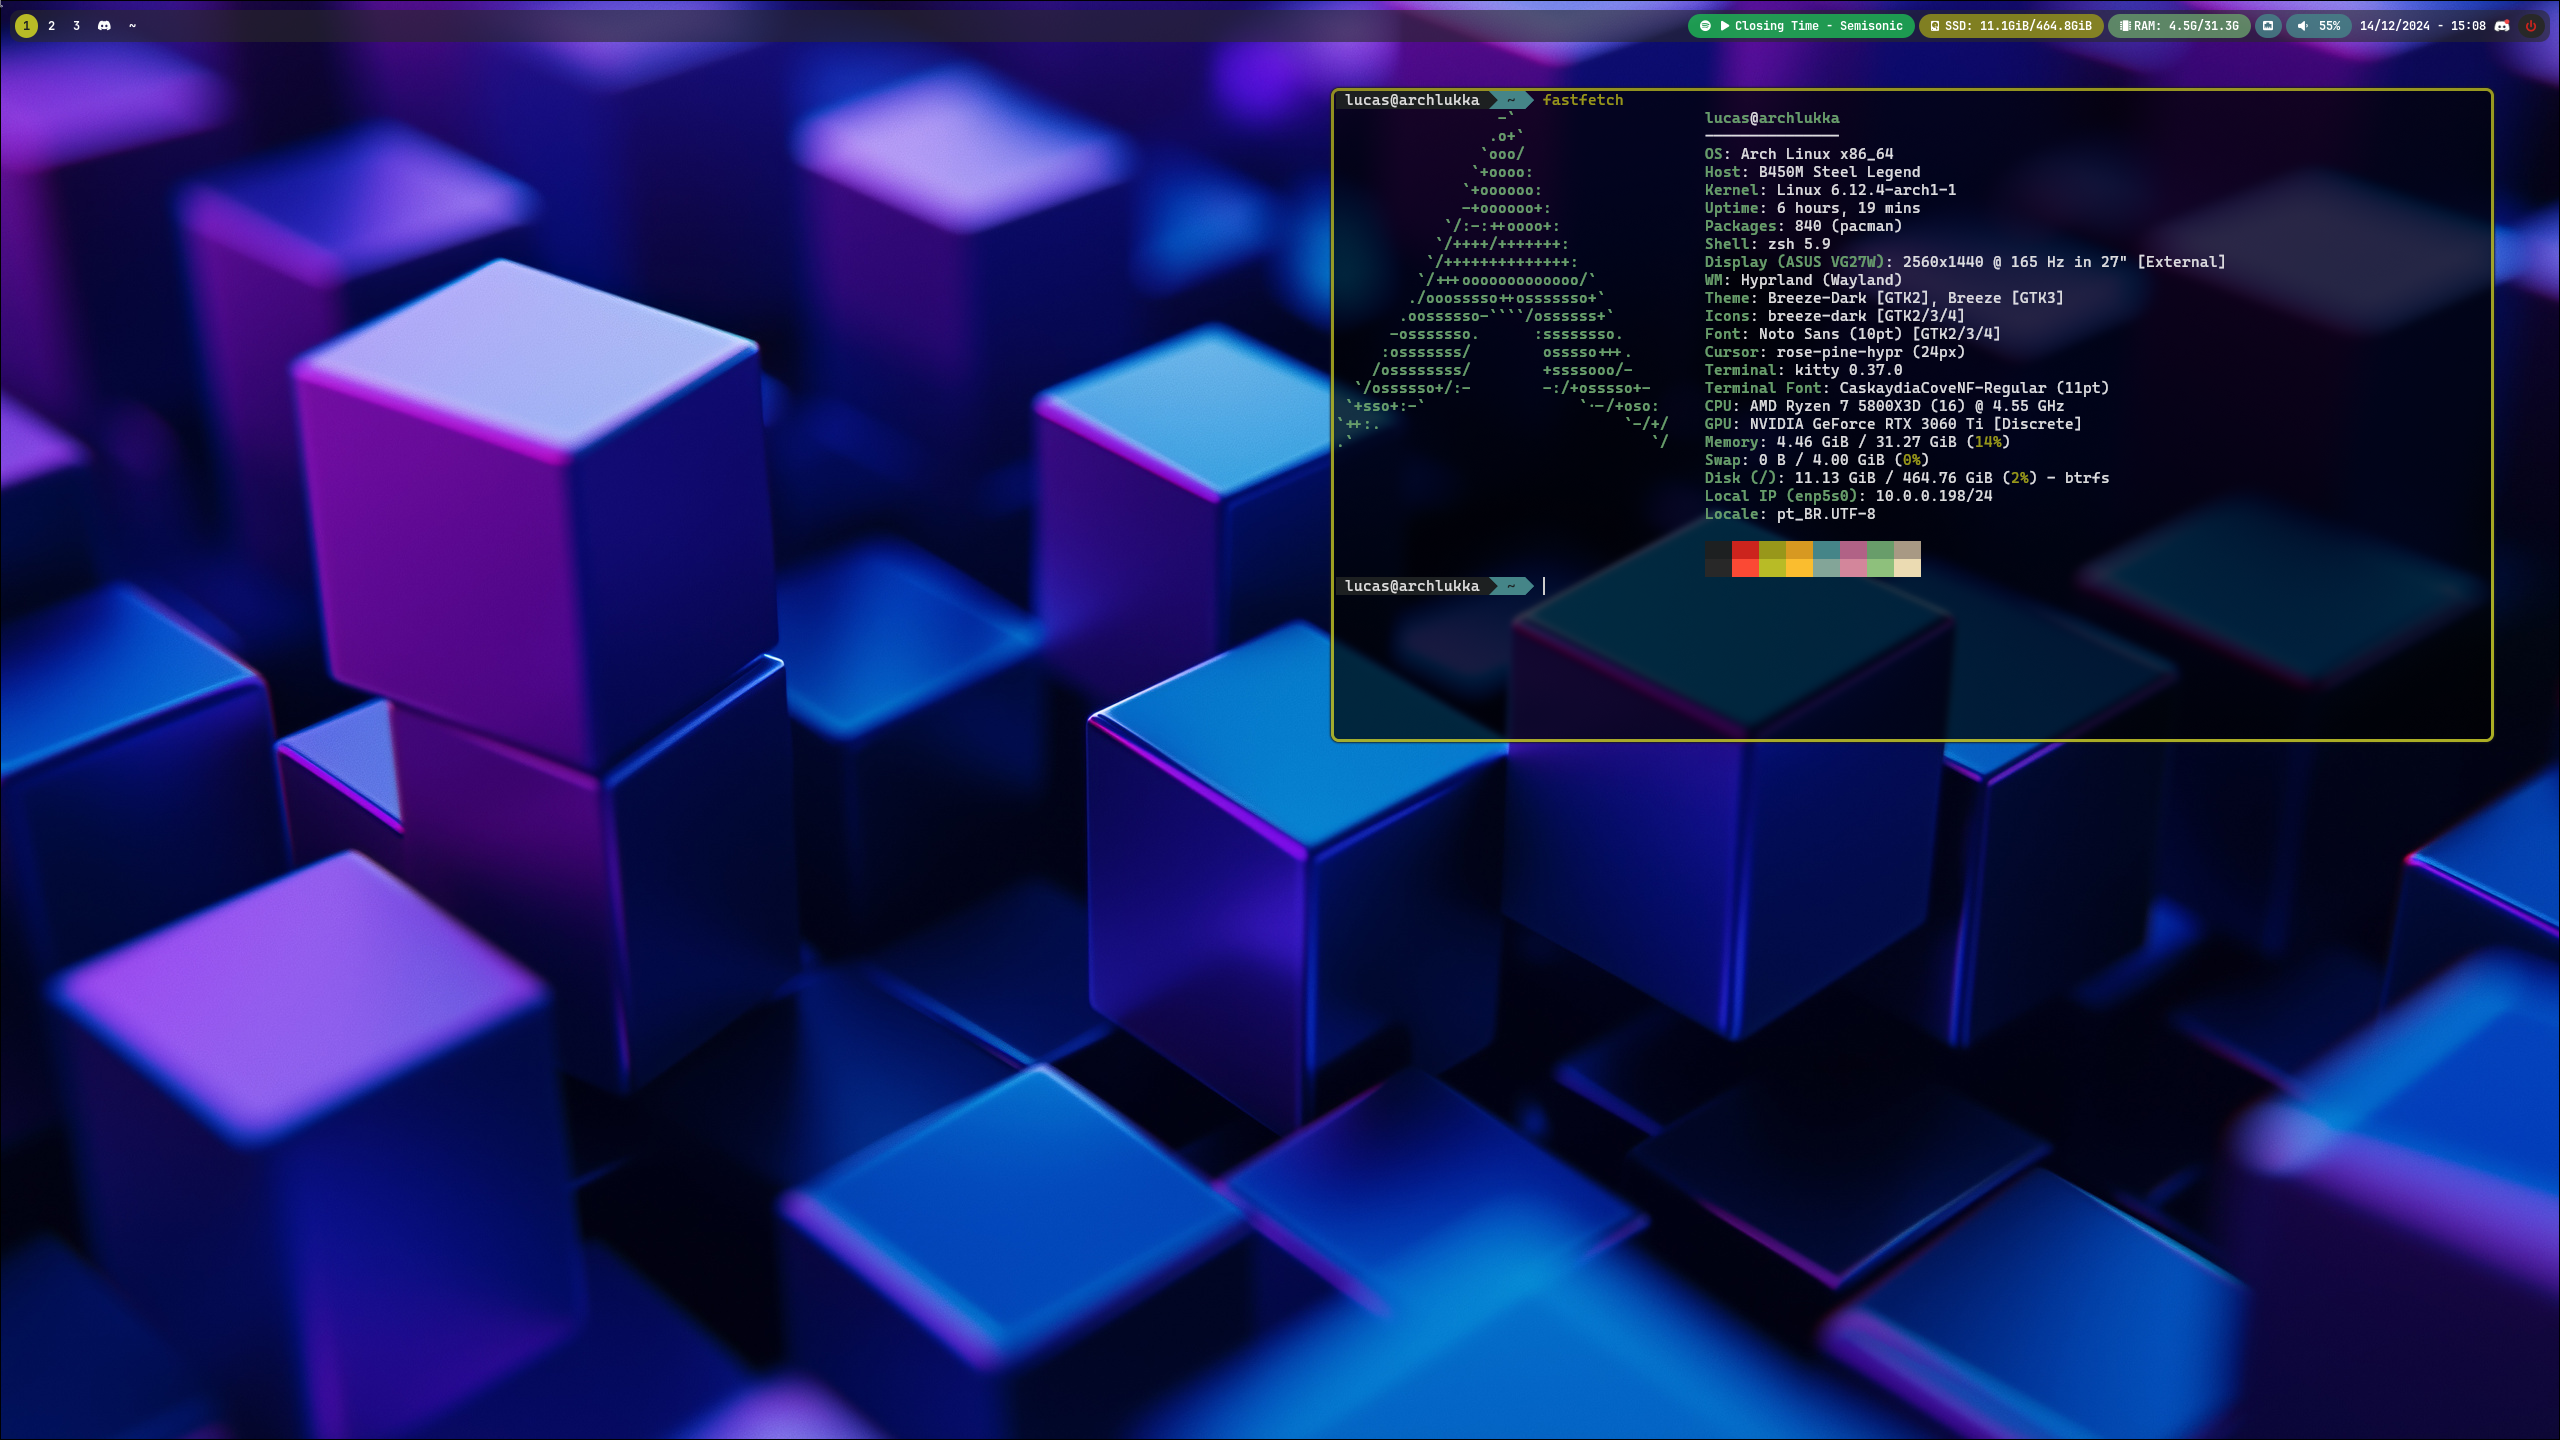 1 2 3 ~ Closing Time - Semisonic SSD: 11.1GiB/464.8GiB RAM: 4.5G/31.3G 55% 14/12/2024 - 15:08
lucas@archlukka ~ fastfetch
-`
.o+` lucas@archlukka
`ooo/ OS: Arch Linux x86_64
`+oooo: Host: B450M Steel Legend
`+oooooo: Kernel: Linux 6.12.4-arch1-1
-+oooooo+: Uptime: 6 hours, 19 mins
`/:-:++oooo+: Packages: 840 (pacman)
`/++++/+++++++: Shell: zsh 5.9
`/++++++++++++++: Display (ASUS VG27W): 2560x1440 @ 165 Hz in 27" [External]
`/+++ooooooooooooo/` WM: Hyprland (Wayland)
./ooosssso++osssssso+` Theme: Breeze-Dark [GTK2], Breeze [GTK3]
.oossssso-````/ossssss+` Icons: breeze-dark [GTK2/3/4]
-osssssso. :ssssssso. Font: Noto Sans (10pt) [GTK2/3/4]
:osssssss/ osssso+++. Cursor: rose-pine-hypr (24px)
/ossssssss/ +ssssooo/- Terminal: kitty 0.37.0
`/ossssso+/:- -:/+osssso+- Terminal Font: CaskaydiaCoveNF-Regular (11pt)
`+sso+:-` `.-/+oso: CPU: AMD Ryzen 7 5800X3D (16) @ 4.55 GHz
`++:. `-/+/ GPU: NVIDIA GeForce RTX 3060 Ti [Discrete]
.` `/ Memory: 4.46 GiB / 31.27 GiB (14%)
Swap: 0 B / 4.00 GiB (0%)
Disk (/): 11.13 GiB / 464.76 GiB (2%) - btrfs
Local IP (enp5s0): 10.0.0.198/24
Locale: pt_BR.UTF-8
lucas@archlukka ~